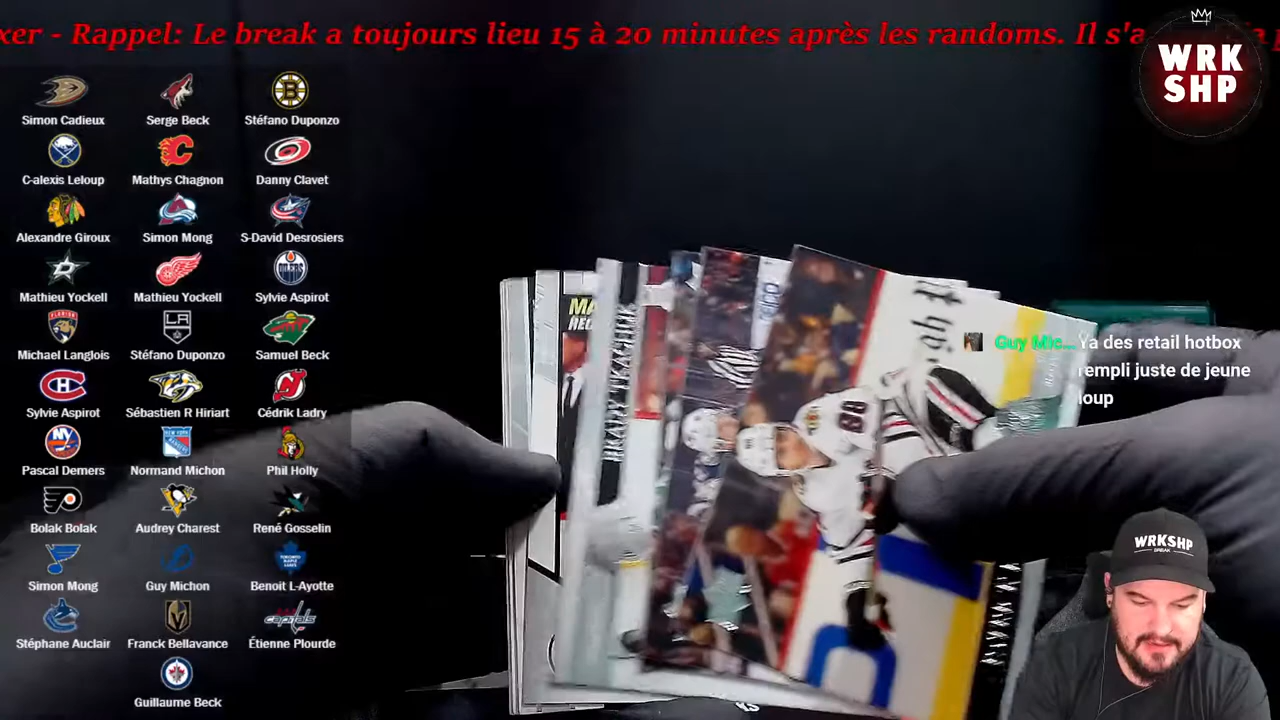 xer - Rappel: Le break a toujours lieu 15 à 20 minutes après les randoms. Il s'a
WRK
SHP
Simon Cadieux
Serge Beck
Stéfano Duponzo
C-alexis Leloup
Mathys Chagnon
Danny Clavet
Alexandre Giroux
Simon Mong
S-David Desrosiers
Mathieu Yockell
Mathieu Yockell
Sylvie Aspirot
Michael Langlois
Stéfano Duponzo
Samuel Beck
Sylvie Aspirot
Sébastien R Hiriart
Cédrik Ladry
Pascal Demers
Normand Michon
Phil Holly
Bolak Bolak
Audrey Charest
René Gosselin
Simon Mong
Guy Michon
Benoit L-Ayotte
Stéphane Auclair
Franck Bellavance
Étienne Plourde
Guillaume Beck
Guy Mic... Ya des retail hotbox
rempli juste de jeune
loup
88
WRKSHP
BREAK